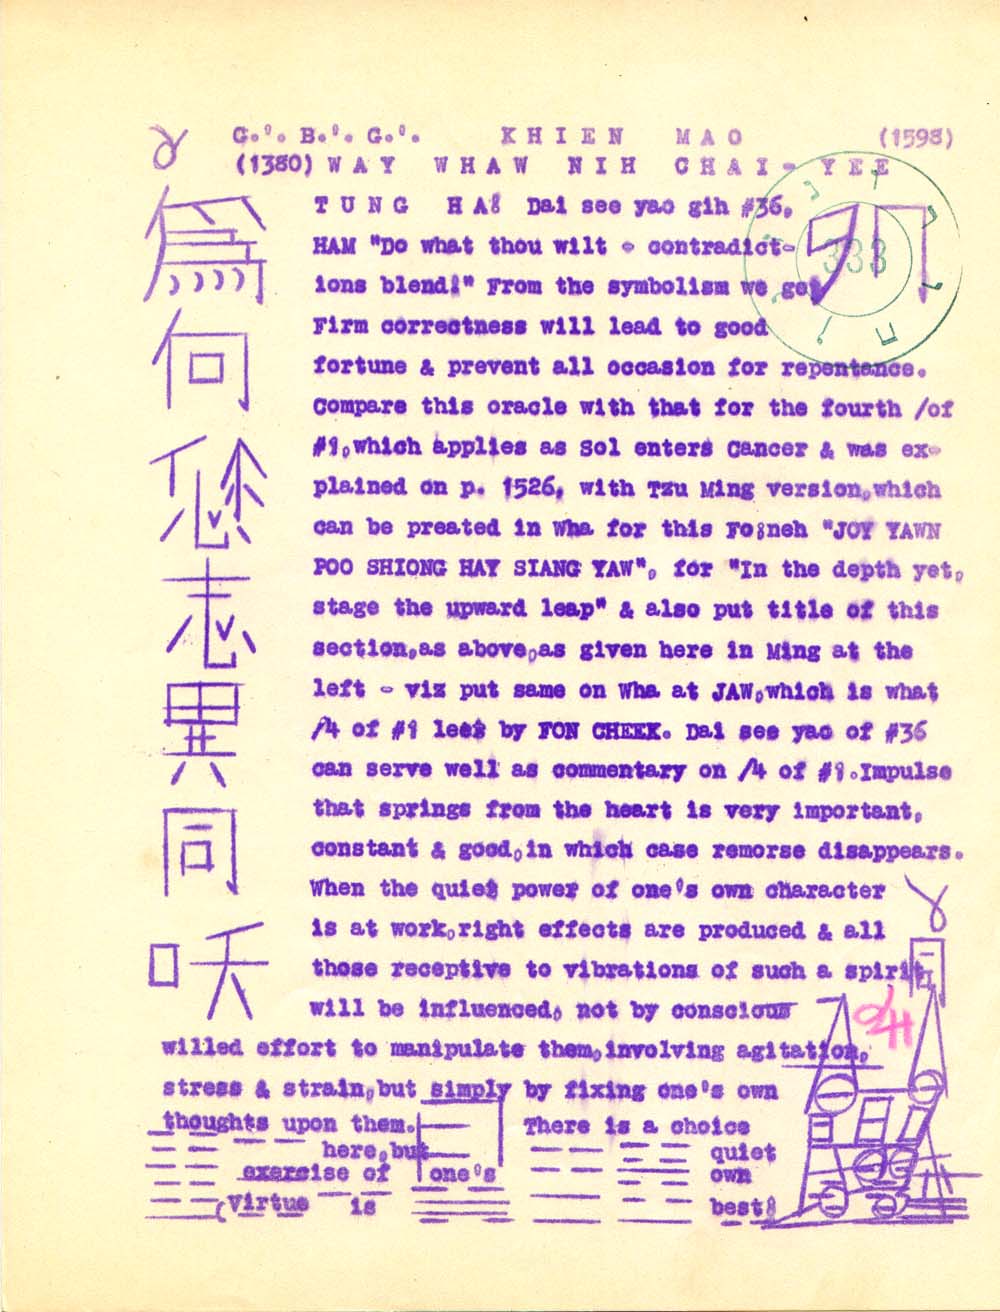 G.'. B.'. G.'. KHIEN MAO (1598)
(1380) WAY WHAW NIH CHAI-YEE
TUNG HA! Dai see yao gih #36,
HAM "Do what thou wilt - contradict-
ions blend!" From the symbolism we get
333
Firm correctness will lead to good
fortune & prevent all occasion for repentance.
Compare this oracle with that for the fourth /of
#1, which applies as Sol enters Cancer & was ex-
plained on p. 1526, with Tzu Ming version, which
can be preated in Wha for this Fo;neh "JOY YAWN
POO SHIONG HAY SIANG YAW", for "In the depth yet,
stage the upward leap" & also put title of this
section, as above, as given here in Ming at the
left - viz put same on Wha at JAW, which is what
/4 of #1 by FON CHEEK. Dai see yao of #36
can serve well as commentary on /4 of #1. Impulse
that springs from the heart is very important,
constant & good, in which case remorse disappears.
When the quiet power of one's own character
is at work, right effects are produced & all
those receptive to vibrations of such a spirit
will be influenced, not by conscious
willed effort to manipulate them, involving agitation,
stress & strain, but simply by fixing one's own
thoughts upon them. There is a choice
here, but quiet
exercise of one's own
virtue is best!
爲
何
恷
志
異
同
呋